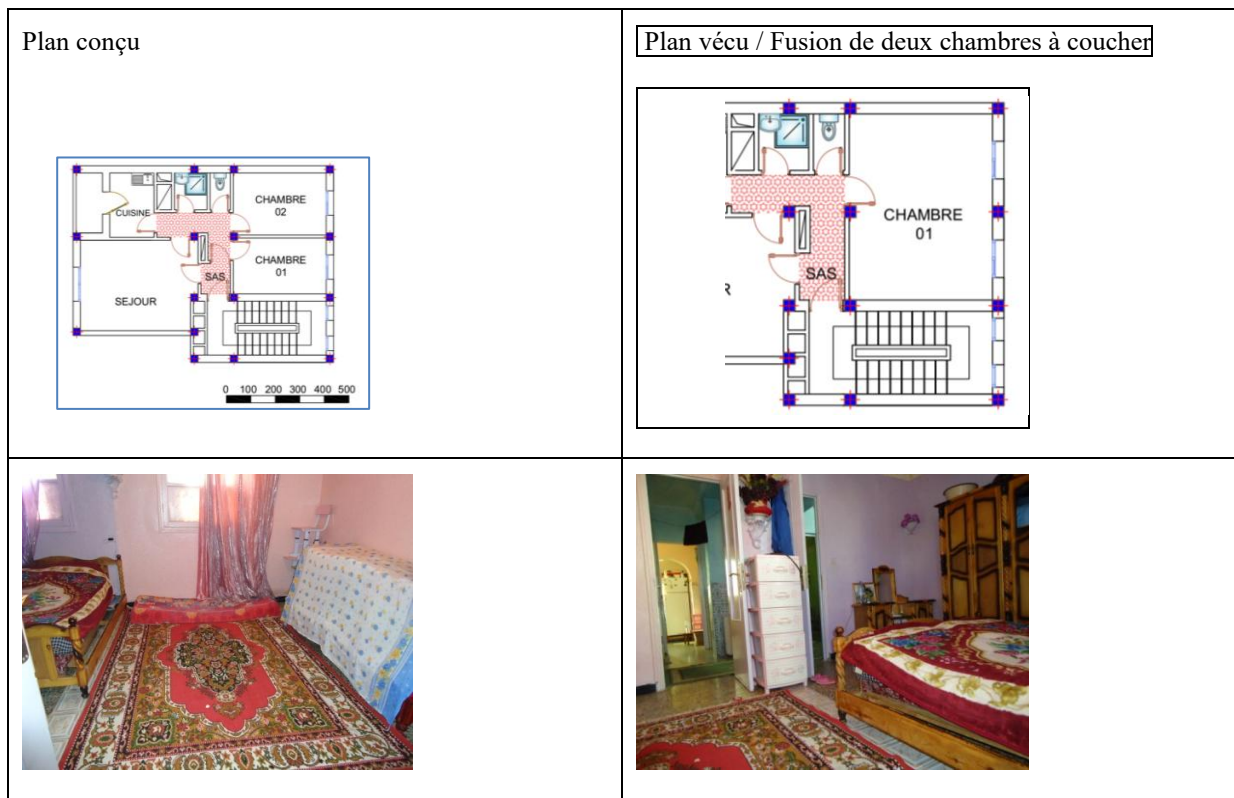 Plan conçu
Plan vécu / Fusion de deux chambres à coucher
CUISINE
CHAMBRE
02
CHAMBRE
01
SAS
SEJOUR
0 100 200 300 400 500
CHAMBRE
01
SAS
R